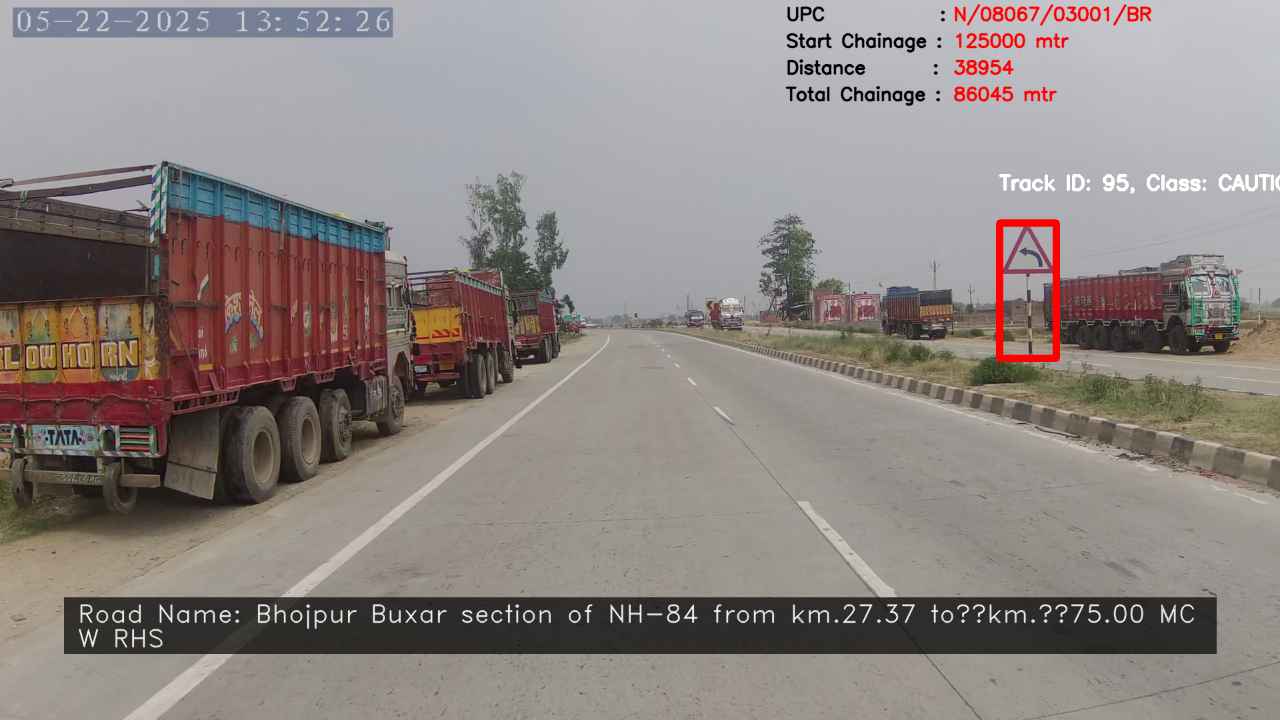 05-22-2025 13:52:26
UPC : N/08067/03001/BR
Start Chainage : 125000 mtr
Distance : 38954
Total Chainage : 86045 mtr
Track ID: 95, Class: CAUTIO
Road Name: Bhojpur Buxar section of NH-84 from km.27.37 to??km.??75.00 MC
W RHS
SLOW HORN
TATA